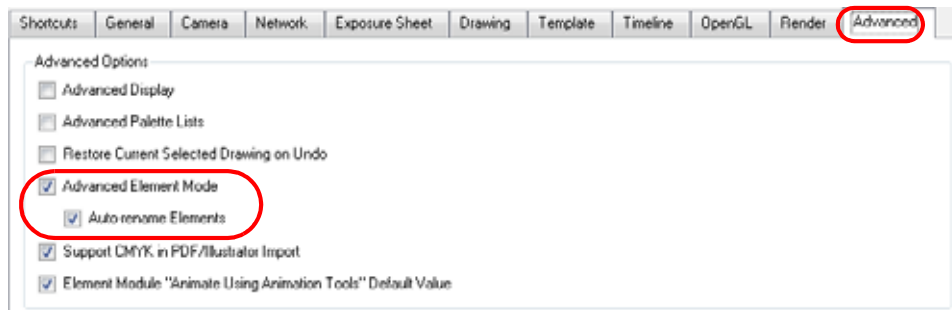 Shortcuts General Camera Network Exposure Sheet Drawing Template Timeline OpenGL Render Advanced
Advanced Options
Advanced Display
Advanced Palette Lists
Restore Current Selected Drawing on Undo
Advanced Element Mode
Auto rename Elements
Support CMYK in PDF/Illustrator Import
Element Module "Animate Using Animation Tools" Default Value